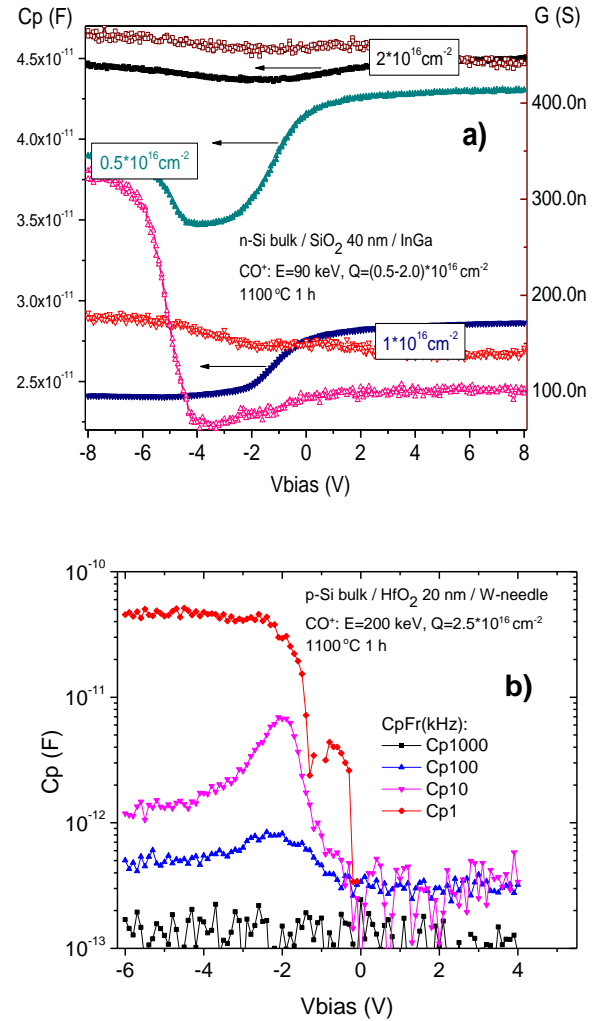 Cp (F)
G (S)
4.5x10⁻¹¹
4.0x10⁻¹¹
3.5x10⁻¹¹
3.0x10⁻¹¹
2.5x10⁻¹¹
400.0n
300.0n
200.0n
100.0n
2*10¹⁶cm⁻²
a)
0.5*10¹⁶cm⁻²
n-Si bulk / SiO₂ 40 nm / InGa
CO⁺: E=90 keV, Q=(0.5-2.0)*10¹⁶ cm⁻²
1100 °C 1 h
1*10¹⁶cm⁻²
-8 -6 -4 -2 0 2 4 6 8
Vbias (V)
10⁻¹⁰
10⁻¹¹
10⁻¹²
10⁻¹³
Cp (F)
p-Si bulk / HfO₂ 20 nm / W-needle
CO⁺: E=200 keV, Q=2.5*10¹⁶ cm⁻²
1100 °C 1 h
b)
CpFr(kHz):
Cp1000
Cp100
Cp10
Cp1
-6 -4 -2 0 2 4
Vbias (V)